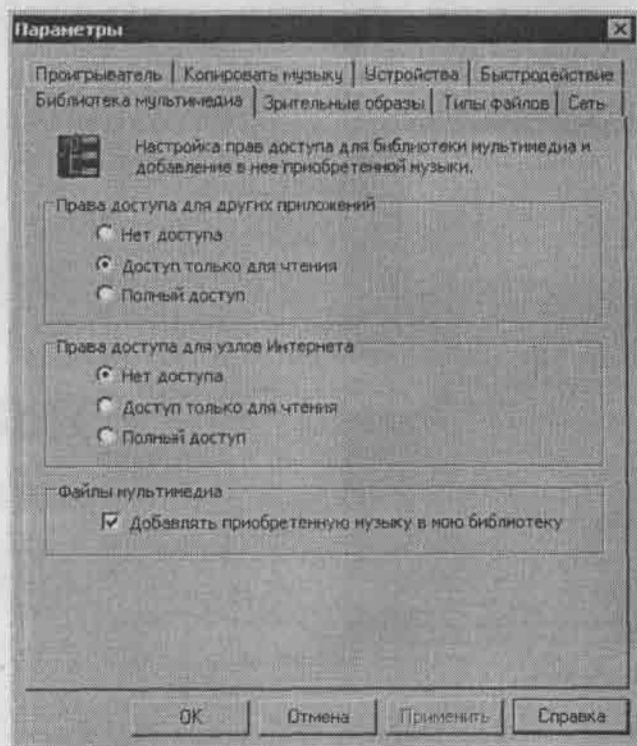 Параметры
Проигрыватель Копировать музыку Устройства Быстродействие
Библиотека мультимедиа Зрительные образы Типы файлов Сеть
Настройка прав доступа для библиотеки мультимедиа и
добавление в нее приобретенной музыки.
Права доступа для других приложений
Нет доступа
Доступ только для чтения
Полный доступ
Права доступа для узлов Интернета
Нет доступа
Доступ только для чтения
Полный доступ
Файлы мультимедиа
Добавлять приобретенную музыку в мою библиотеку
OK Отмена Применить Справка